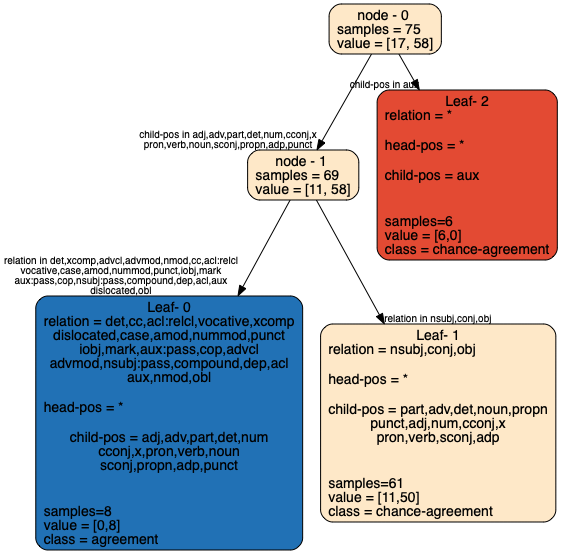 node - 0
samples = 75
value = [17, 58]
child-pos in aux
Leaf- 2
relation = *
head-pos = *
child-pos = aux
samples=6
value = [6,0]
class = chance-agreement
child-pos in adj,adv,part,det,num,cconj,x
pron,verb,noun,sconj,propn,adp,punct
node - 1
samples = 69
value = [11, 58]
relation in det,xcomp,advcl,advmod,nmod,cc,acl:relcl
vocative,case,amod,nummod,punct,iobj,mark
aux:pass,cop,nsubj:pass,compound,dep,acl,aux
dislocated,obl
Leaf- 0
relation = det,cc,acl:relcl,vocative,xcomp
dislocated,case,amod,nummod,punct
iobj,mark,aux:pass,cop,advcl
advmod,nsubj:pass,compound,dep,acl
aux,nmod,obl
head-pos = *
child-pos = adj,adv,part,det,num
cconj,x,pron,verb,noun
sconj,propn,adp,punct
samples=8
value = [0,8]
class = agreement
relation in nsubj,conj,obj
Leaf- 1
relation = nsubj,conj,obj
head-pos = *
child-pos = part,adv,det,noun,propn
punct,adj,num,cconj,x
pron,verb,sconj,adp
samples=61
value = [11,50]
class = chance-agreement